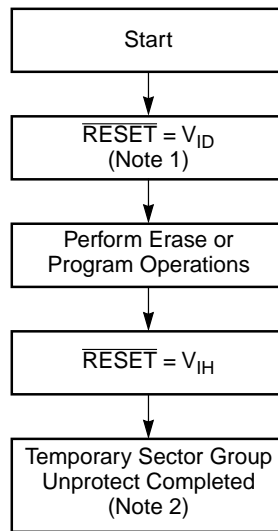 Start
RESET = VID
(Note 1)
Perform Erase or
Program Operations
RESET = VIH
Temporary Sector Group
Unprotect Completed
(Note 2)